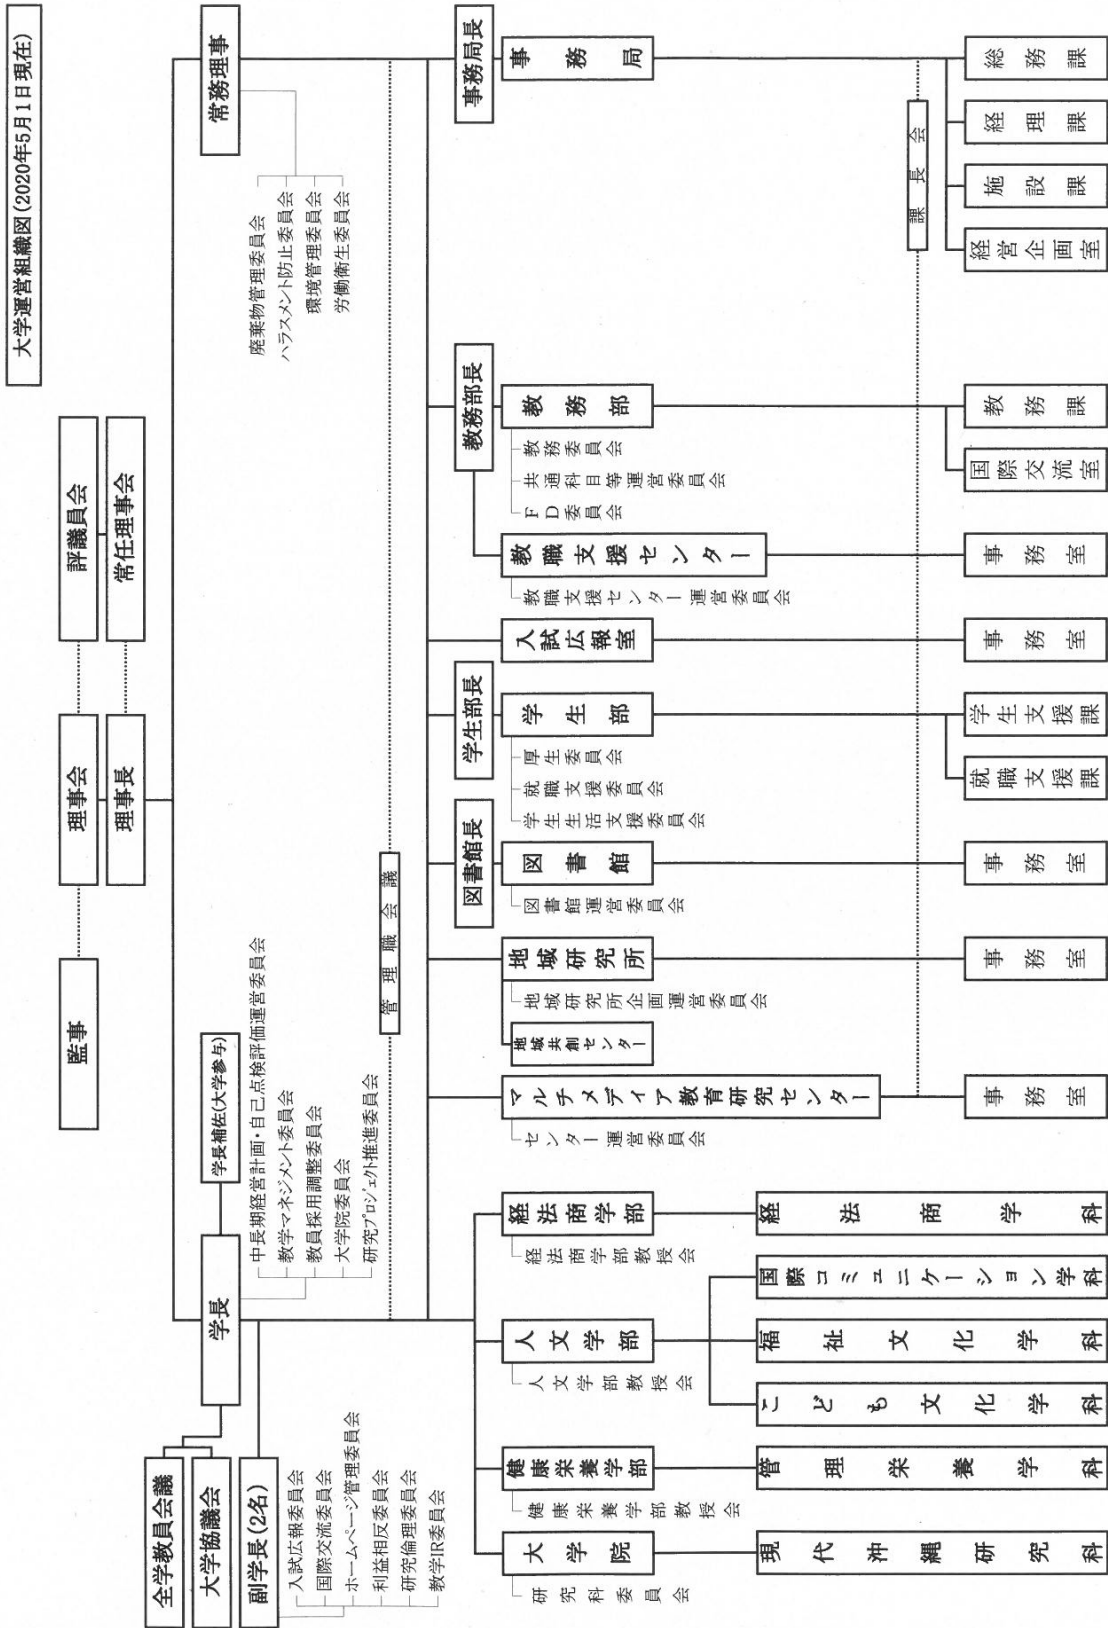 大学運営組織図(2020年5月1日現在)
監事
理事会
評議員会
理事長
常任理事会
学長
学長補佐(大学参与)
常務理事
全学教員会議
大学協議会
副学長(2名)
入試広報委員会
国際交流委員会
ホームページ管理委員会
利益相反委員会
研究倫理委員会
教学IR委員会
中長期経営計画・自己点検評価運営委員会
教学マネジメント委員会
教員採用調整委員会
大学院委員会
研究プロジェクト推進委員会
廃棄物管理委員会
ハラスメント防止委員会
環境管理委員会
労働衛生委員会
管理職会議
図書館長
学生部長
教務部長
事務局長
大学院
研究科委員会
健康栄養学部
健康栄養学部教授会
人文学部
人文学部教授会
経法商学部
経法商学部教授会
マルチメディア教育研究センター
センター運営委員会
地域研究所
地域研究所企画運営委員会
地域共創センター
図書館
図書館運営委員会
学生部
厚生委員会
就職支援委員会
学生生活支援委員会
入試広報室
教職支援センター
教職支援センター運営委員会
教務部
教務委員会
共通科目等運営委員会
FD委員会
事務局
課長会
現代沖縄研究科
管理栄養学科
こども文化学科
福祉文化学科
国際コミュニケーション学科
経法商学科
事務室
事務室
事務室
就職支援課
学生支援課
事務室
事務室
国際交流室
教務課
経営企画室
施設課
経理課
総務課